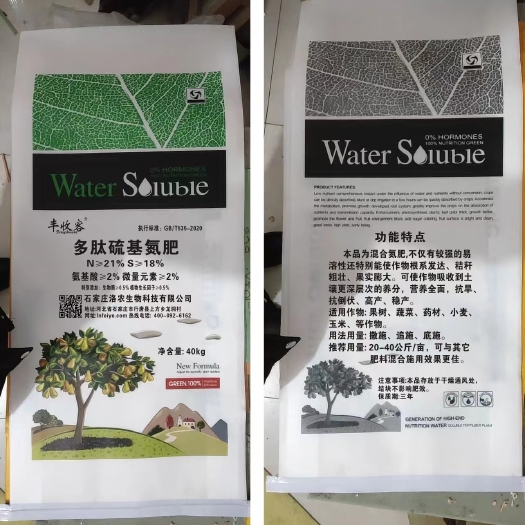 0% HORMONES
100% NUTRITION GREEN
Water Soluble
丰收客
执行标准: GB/T535-2020
多肽硫基氮肥
N≥21% S≥18%
氨基酸≥2% 微量元素≥2%
石家庄洛农生物科技有限公司
净含量: 40kg
New Formula
GREEN 100%
0% HORMONES
100% NUTRITION GREEN
Water Soluble
PRODUCT FEATURES
功能特点
本品为混合氮肥,不仅有较强的易
溶性还特别能使作物根系发达、秸秆
粗壮、果实膨大。可使作物吸收到土
壤更深层次的养分,营养全面,抗旱、
抗倒伏、高产、稳产。
适用作物: 果树、蔬菜、药材、小麦、
玉米、等作物。
用法用量: 撒施、追施、底施。
推荐用量: 20-40公斤/亩, 可与其它
肥料混合施用效果更佳。
注意事项:本品存放于干燥通风处,
结块不影响肥效。
保质期:三年
GENERATION OF HIGH-END
NUTRITION WATER SOLUBLE FERTILIZER PLANT